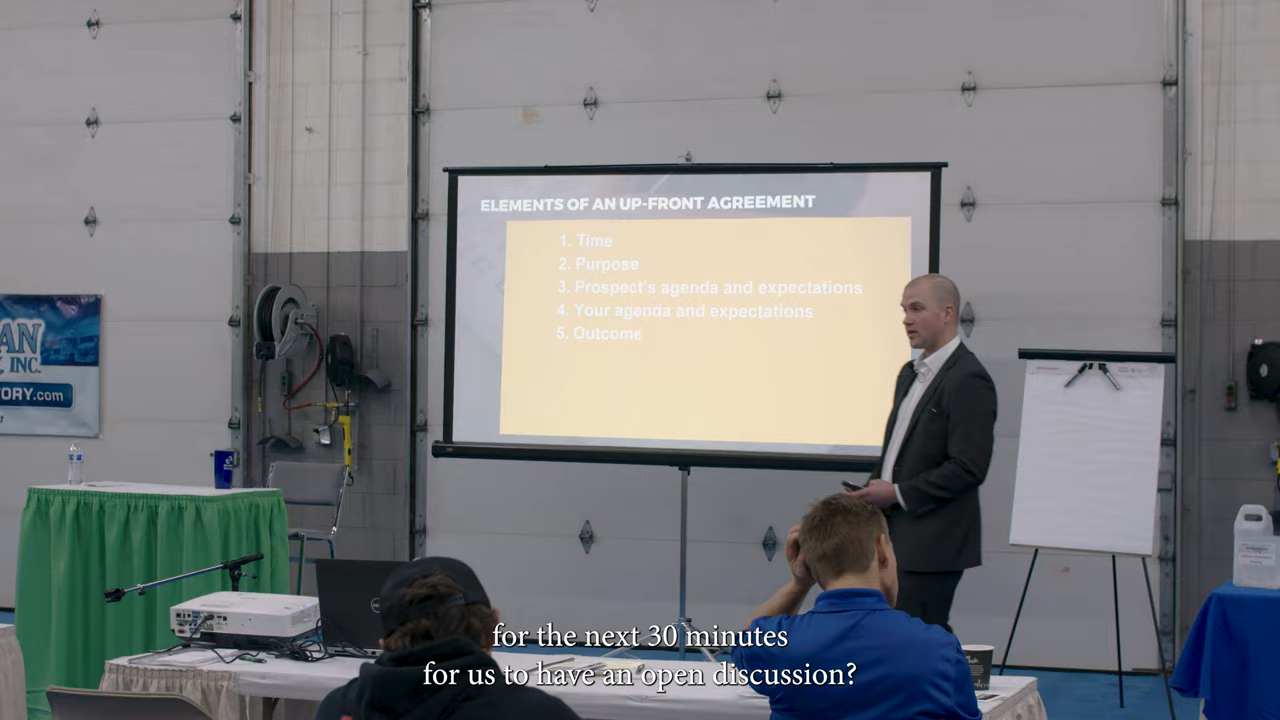 ELEMENTS OF AN UP-FRONT AGREEMENT
1. Time
2. Purpose
3. Prospect's agenda and expectations
4. Your agenda and expectations
5. Outcome
AN
, INC.
TORY.com
for the next 30 minutes
for us to have an open discussion?